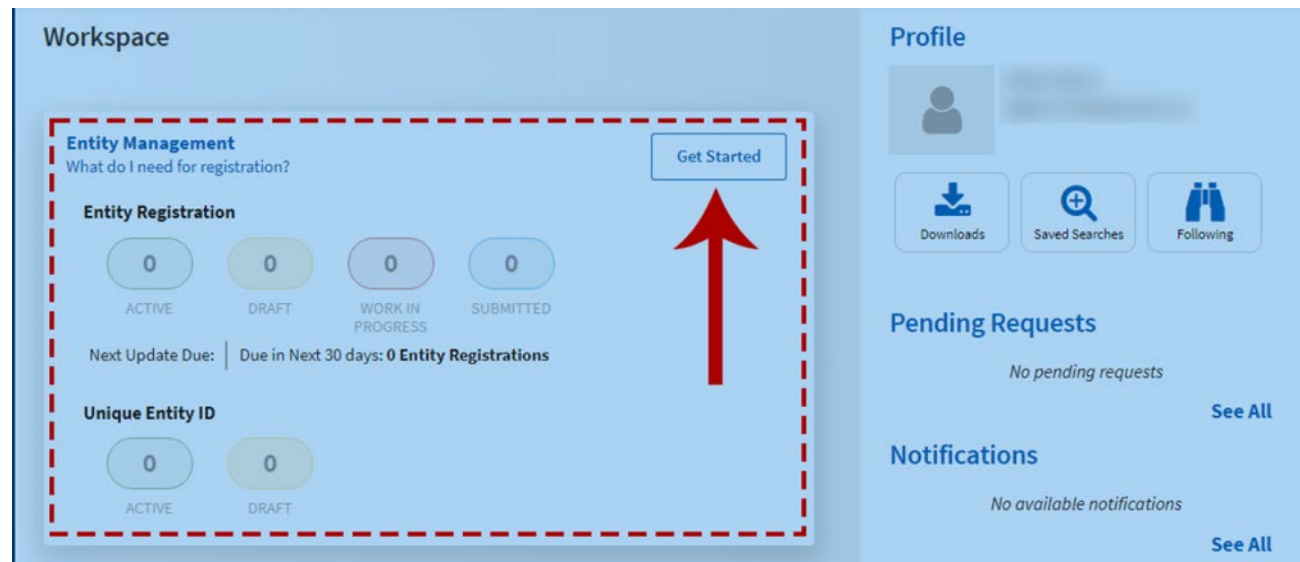 Workspace
Entity Management
What do I need for registration?
Get Started
Entity Registration
0 0 0 0
ACTIVE DRAFT WORK IN PROGRESS SUBMITTED
Next Update Due: Due in Next 30 days: 0 Entity Registrations
Unique Entity ID
0 0
ACTIVE DRAFT
Profile
Downloads Saved Searches Following
Pending Requests
No pending requests
See All
Notifications
No available notifications
See All